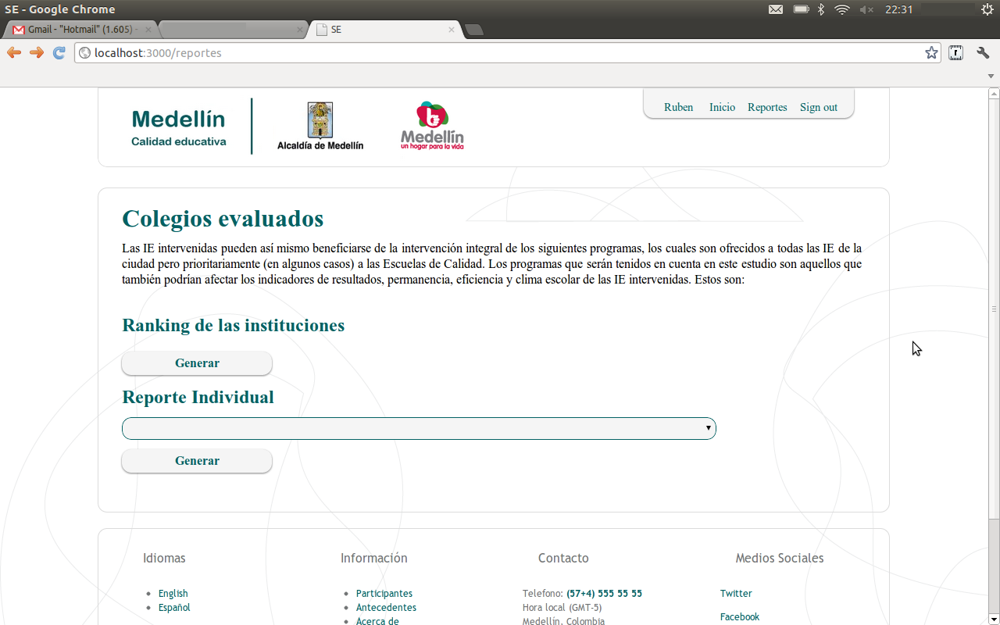 SE - Google Chrome
22:31
Gmail - "Hotmail" (1.605) -
SE
localhost:3000/reportes
Medellín
Calidad educativa
Alcaldía de Medellín
Medellín
un hogar para la vida
Ruben Inicio Reportes Sign out
Colegios evaluados
Las IE intervenidas pueden así mismo beneficiarse de la intervención integral de los siguientes programas, los cuales son ofrecidos a todas las IE de la
ciudad pero prioritariamente (en algunos casos) a las Escuelas de Calidad. Los programas que serán tenidos en cuenta en este estudio son aquellos que
también podrían afectar los indicadores de resultados, permanencia, eficiencia y clima escolar de las IE intervenidas. Estos son:
Ranking de las instituciones
Generar
Reporte Individual
Generar
Idiomas
English
Español
Información
Participantes
Antecedentes
Acerca de
Contacto
Telefono: (57+4) 555 55 55
Hora local (GMT-5)
Medellín, Colombia
Medios Sociales
Twitter
Facebook